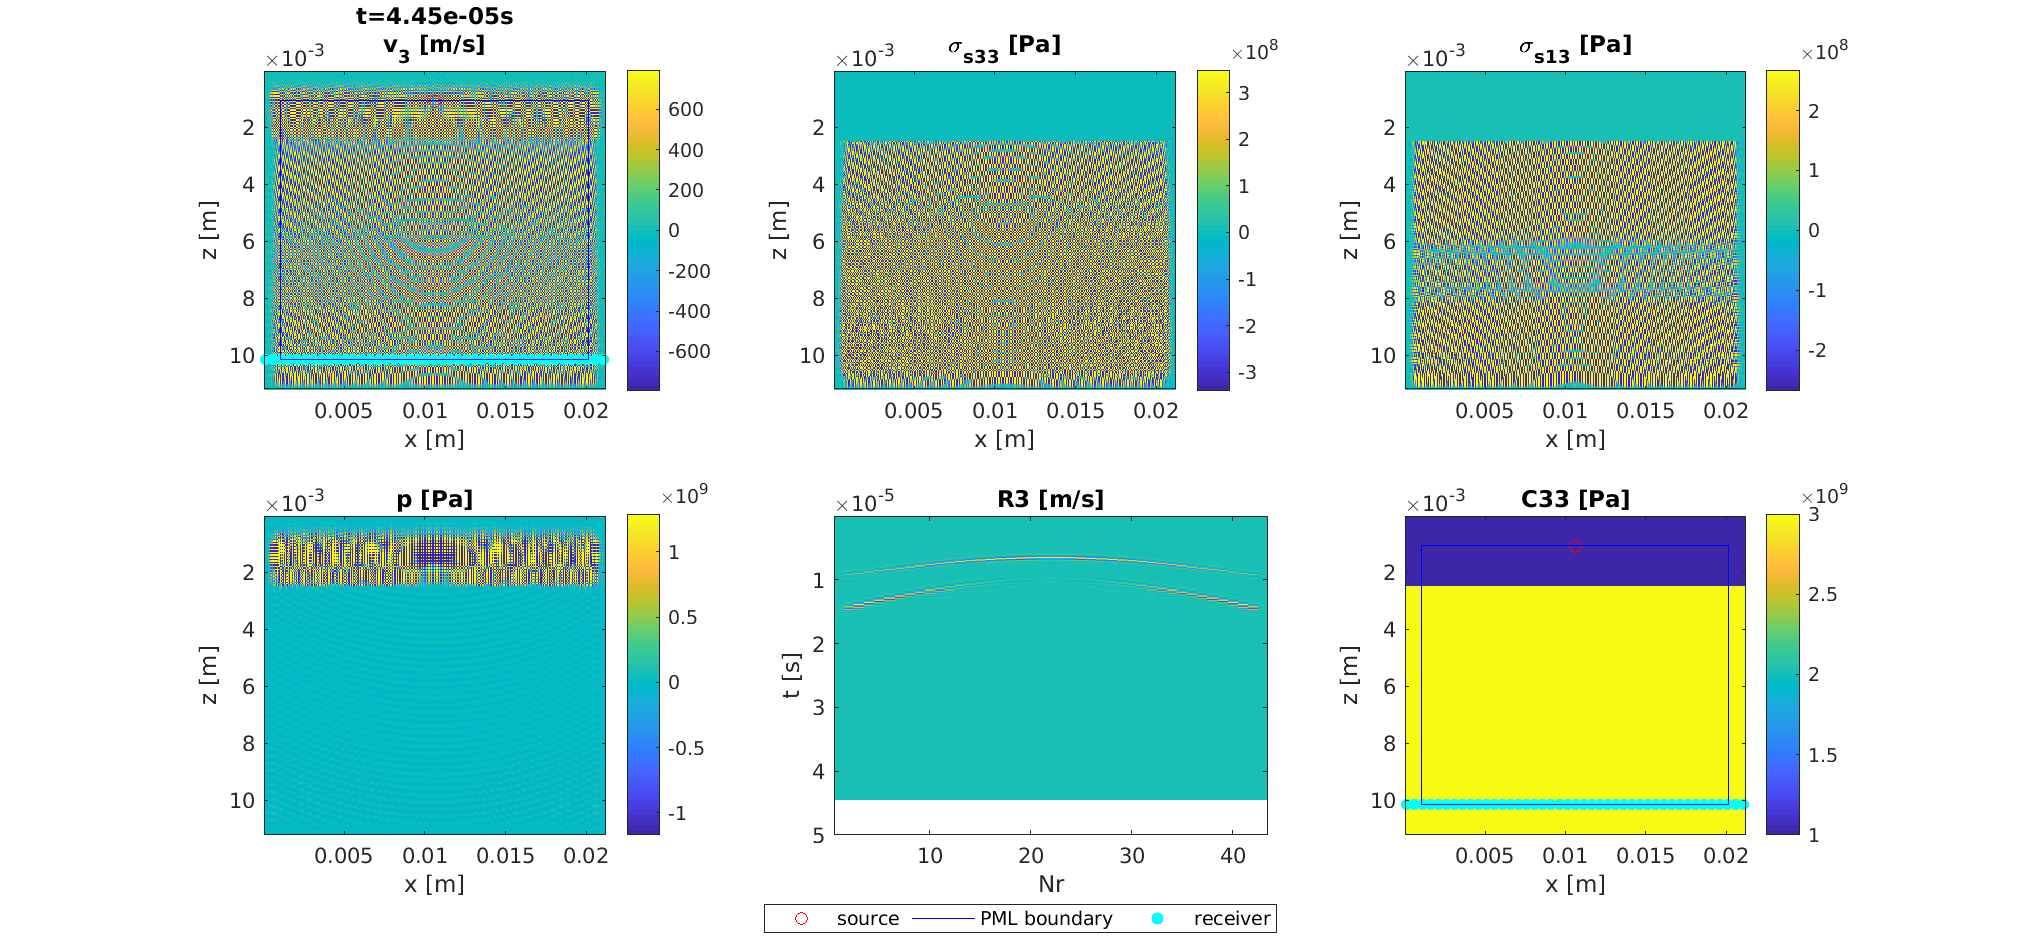 t=4.45e-05s
v3 [m/s]
×10-3
2
4
6
8
10
z [m]
0.005 0.01 0.015 0.02
x [m]
600
400
200
0
-200
-400
-600
σs33 [Pa]
×10-3
×108
2
4
6
8
10
z [m]
0.005 0.01 0.015 0.02
x [m]
3
2
1
0
-1
-2
-3
σs13 [Pa]
×10-3
×108
2
4
6
8
10
z [m]
0.005 0.01 0.015 0.02
x [m]
2
1
0
-1
-2
p [Pa]
×10-3
×109
2
4
6
8
10
z [m]
0.005 0.01 0.015 0.02
x [m]
1
0.5
0
-0.5
-1
R3 [m/s]
×10-5
1
2
3
4
5
t [s]
10 20 30 40
Nr
C33 [Pa]
×10-3
×109
2
4
6
8
10
z [m]
0.005 0.01 0.015 0.02
x [m]
3
2.5
2
1.5
1
source PML boundary receiver